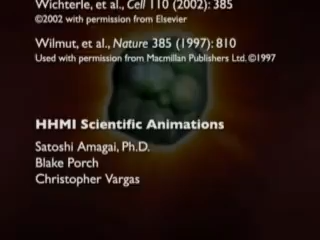 Wichterle, et al., Cell 110 (2002): 385
©2002 with permission from Elsevier
Wilmut, et al., Nature 385 (1997): 810
Used with permission from Macmillan Publishers Ltd. ©1997
HHMI Scientific Animations
Satoshi Amagai, Ph.D.
Blake Porch
Christopher Vargas